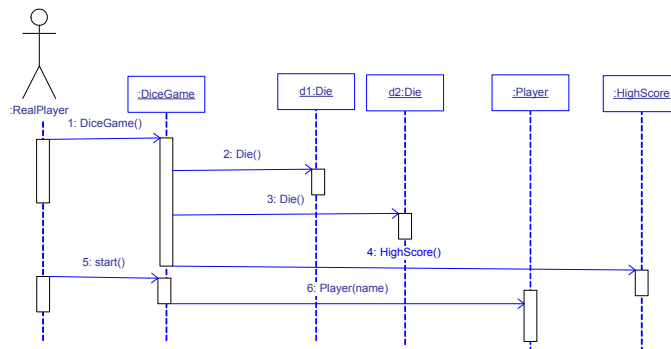 :RealPlayer
:DiceGame
d1:Die
d2:Die
:Player
:HighScore
1: DiceGame()
2: Die()
3: Die()
4: HighScore()
5: start()
6: Player(name)